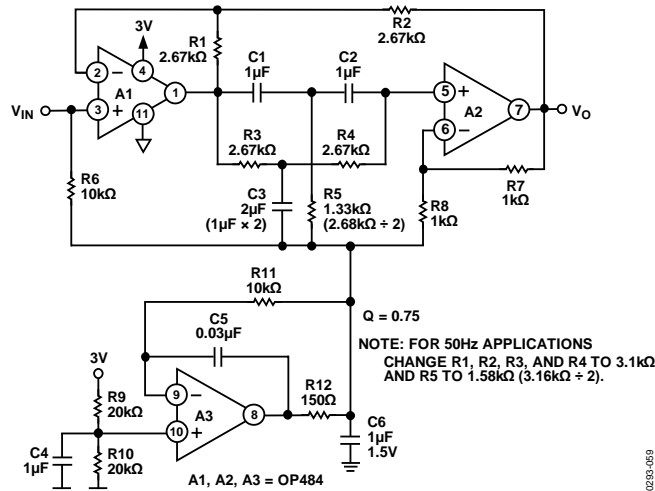 R2
2.67kΩ
3V
R1
2.67kΩ
C1
1µF
C2
1µF
2
4
A1
1
3
11
VIN
5
6
A2
7
VO
R3
2.67kΩ
R4
2.67kΩ
R6
10kΩ
C3
2µF
(1µF × 2)
R5
1.33kΩ
(2.68kΩ ÷ 2)
R8
1kΩ
R7
1kΩ
R11
10kΩ
C5
0.03µF
Q = 0.75
NOTE: FOR 50Hz APPLICATIONS
CHANGE R1, R2, R3, AND R4 TO 3.1kΩ
AND R5 TO 1.58kΩ (3.16kΩ ÷ 2).
3V
R9
20kΩ
9
A3
8
10
R12
150Ω
C4
1µF
R10
20kΩ
C6
1µF
1.5V
A1, A2, A3 = OP484
0293-059